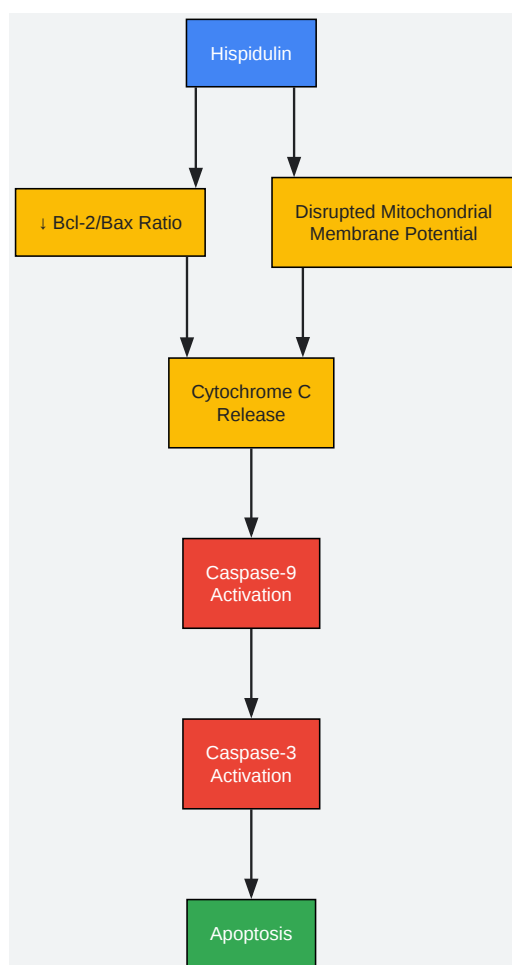 Hispidulin
↓ Bcl-2/Bax Ratio
Disrupted Mitochondrial
Membrane Potential
Cytochrome C
Release
Caspase-9
Activation
Caspase-3
Activation
Apoptosis